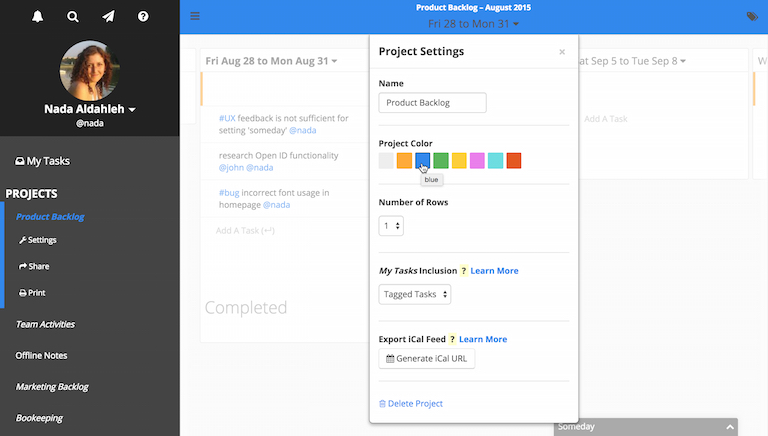 Nada Aldahleh
@nada
My Tasks
PROJECTS
Product Backlog
Settings
Share
Print
Team Activities
Offline Notes
Marketing Backlog
Bookeeping
Product Backlog – August 2015
Fri 28 to Mon 31
Fri Aug 28 to Mon Aug 31
#UX feedback is not sufficient for
setting 'someday' @nada
research Open ID functionality
@john @nada
#bug incorrect font usage in
homepage @nada
Add A Task (↵)
Completed
Project Settings
×
Name
Product Backlog
Project Color
blue
Number of Rows
1
My Tasks Inclusion ? Learn More
Tagged Tasks
Export iCal Feed ? Learn More
Generate iCal URL
Delete Project
at Sep 5 to Tue Sep 8
Add A Task
W
Someday